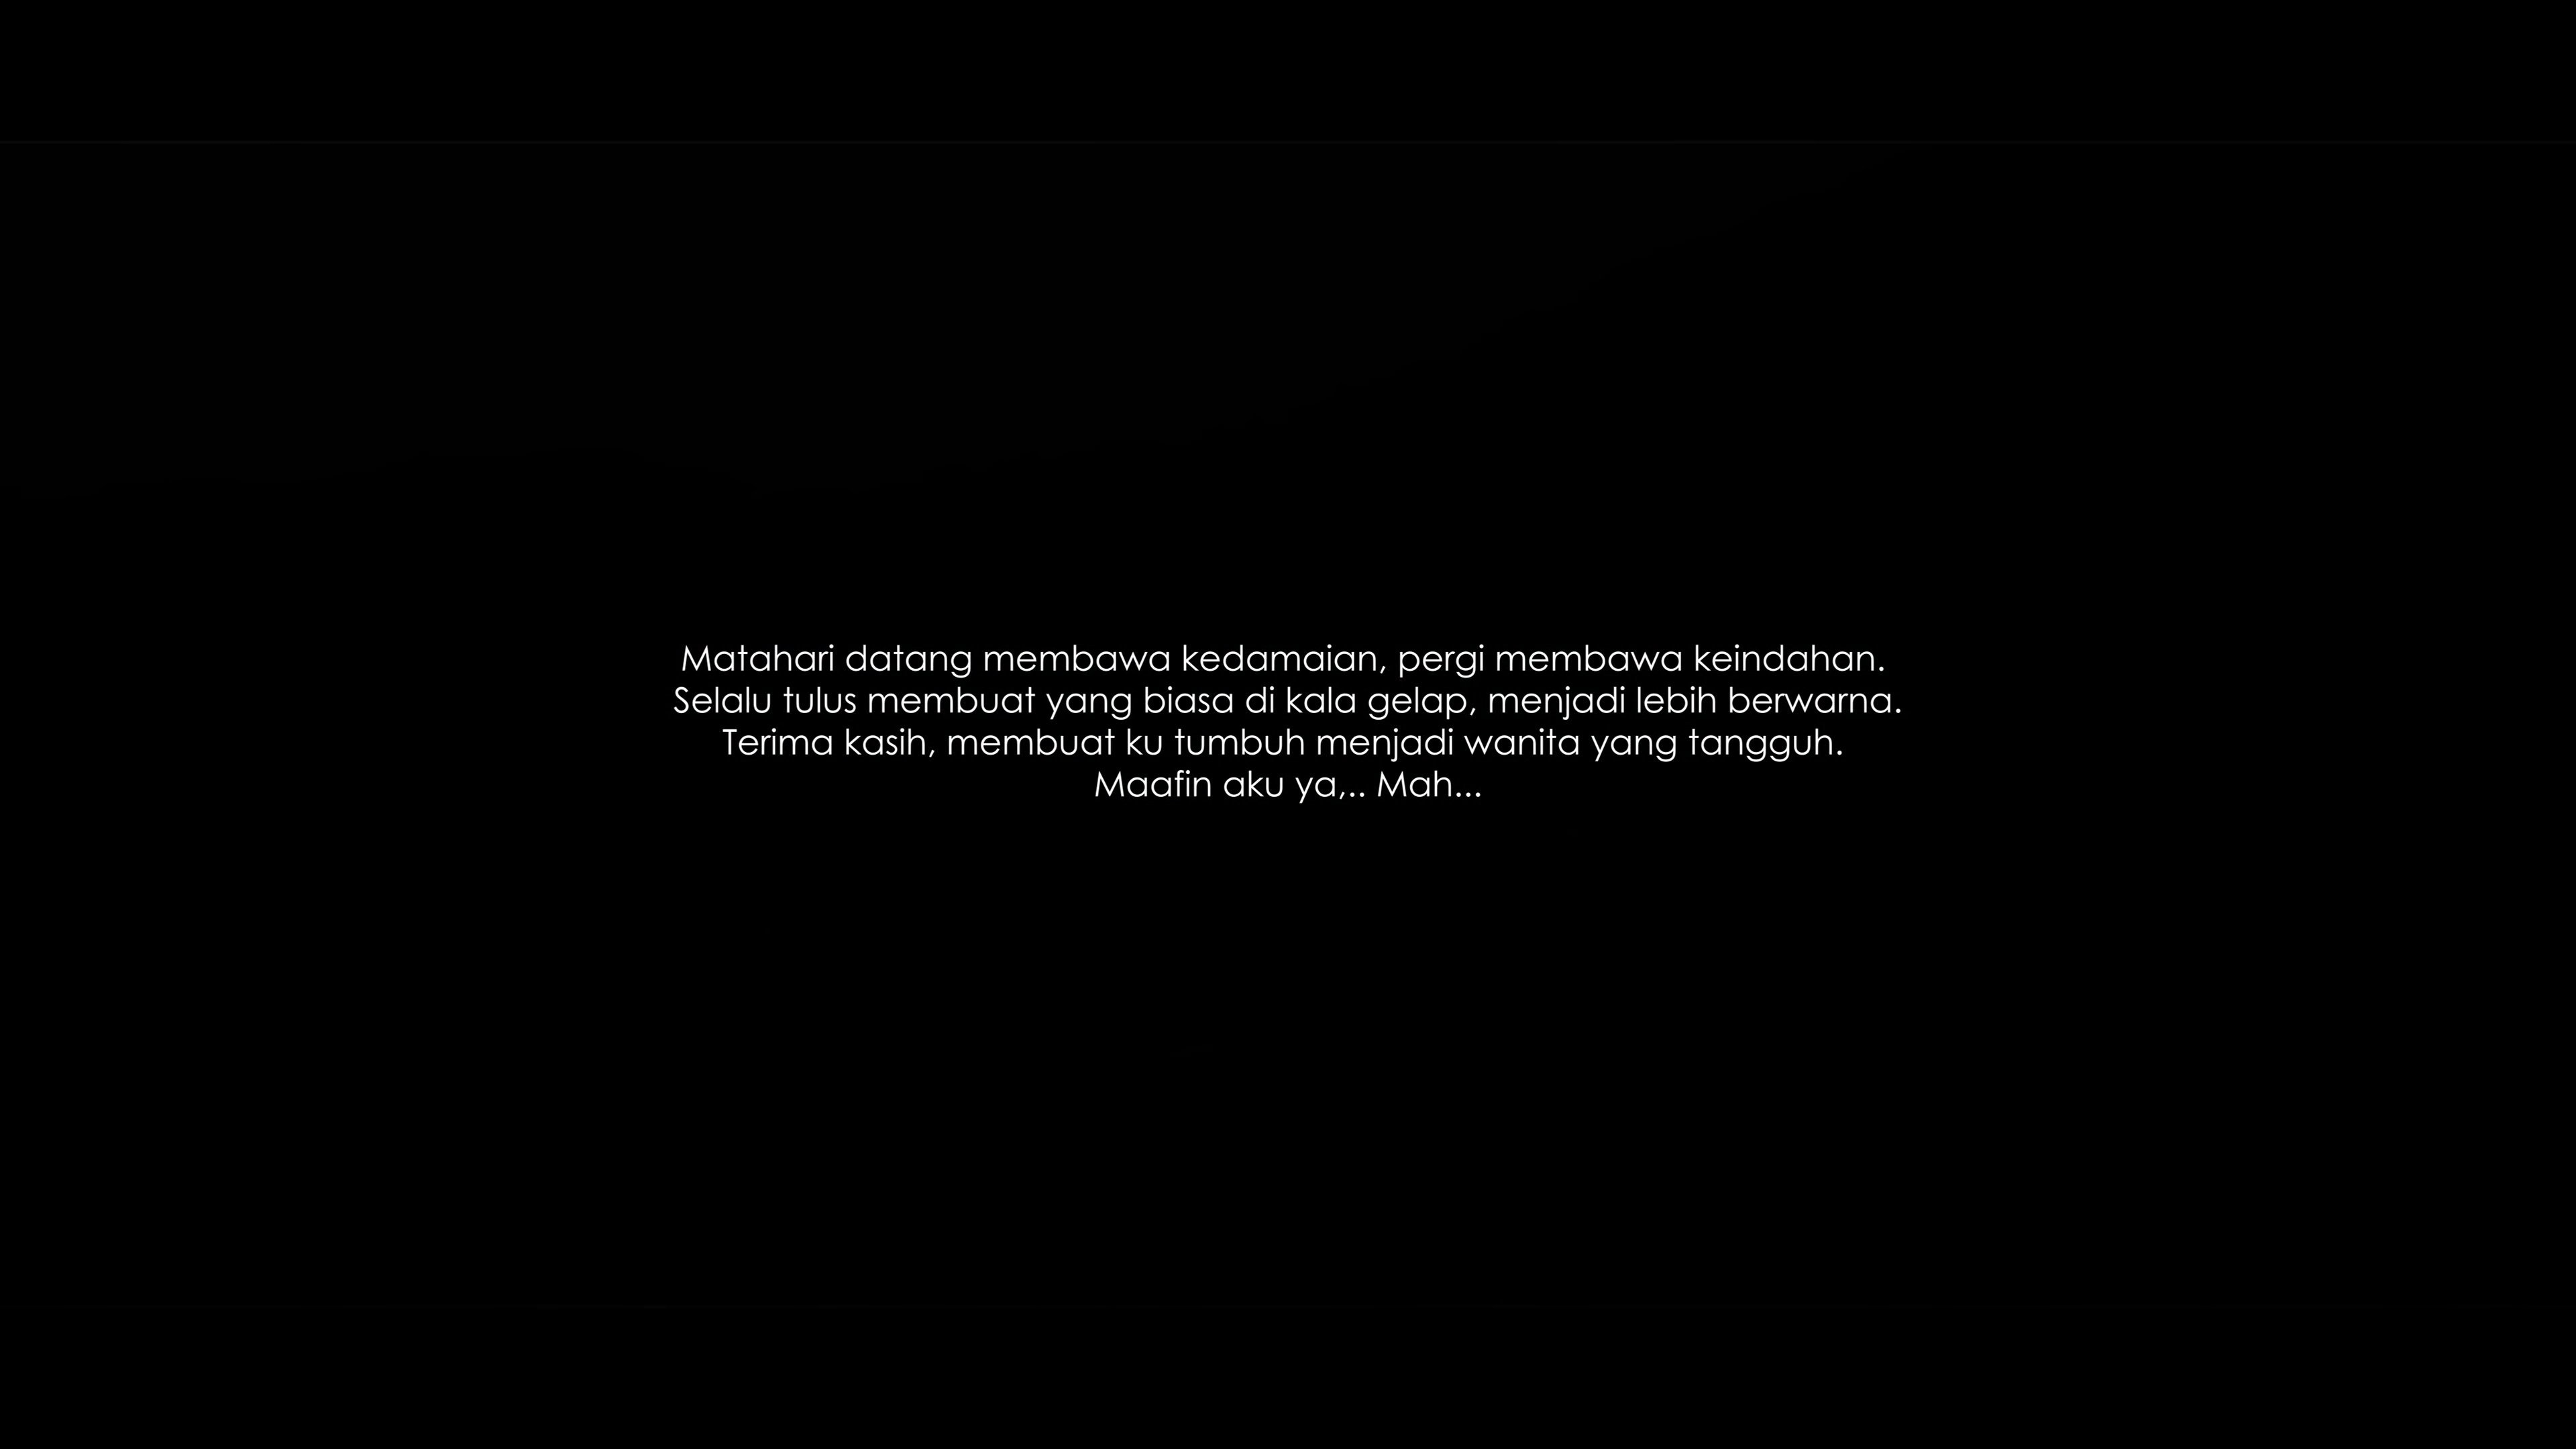 Matahari datang membawa kedamaian, pergi membawa keindahan.
Selalu tulus membuat yang biasa di kala gelap, menjadi lebih berwarna.
Terima kasih, membuat ku tumbuh menjadi wanita yang tangguh.
Maafin aku ya,.. Mah...